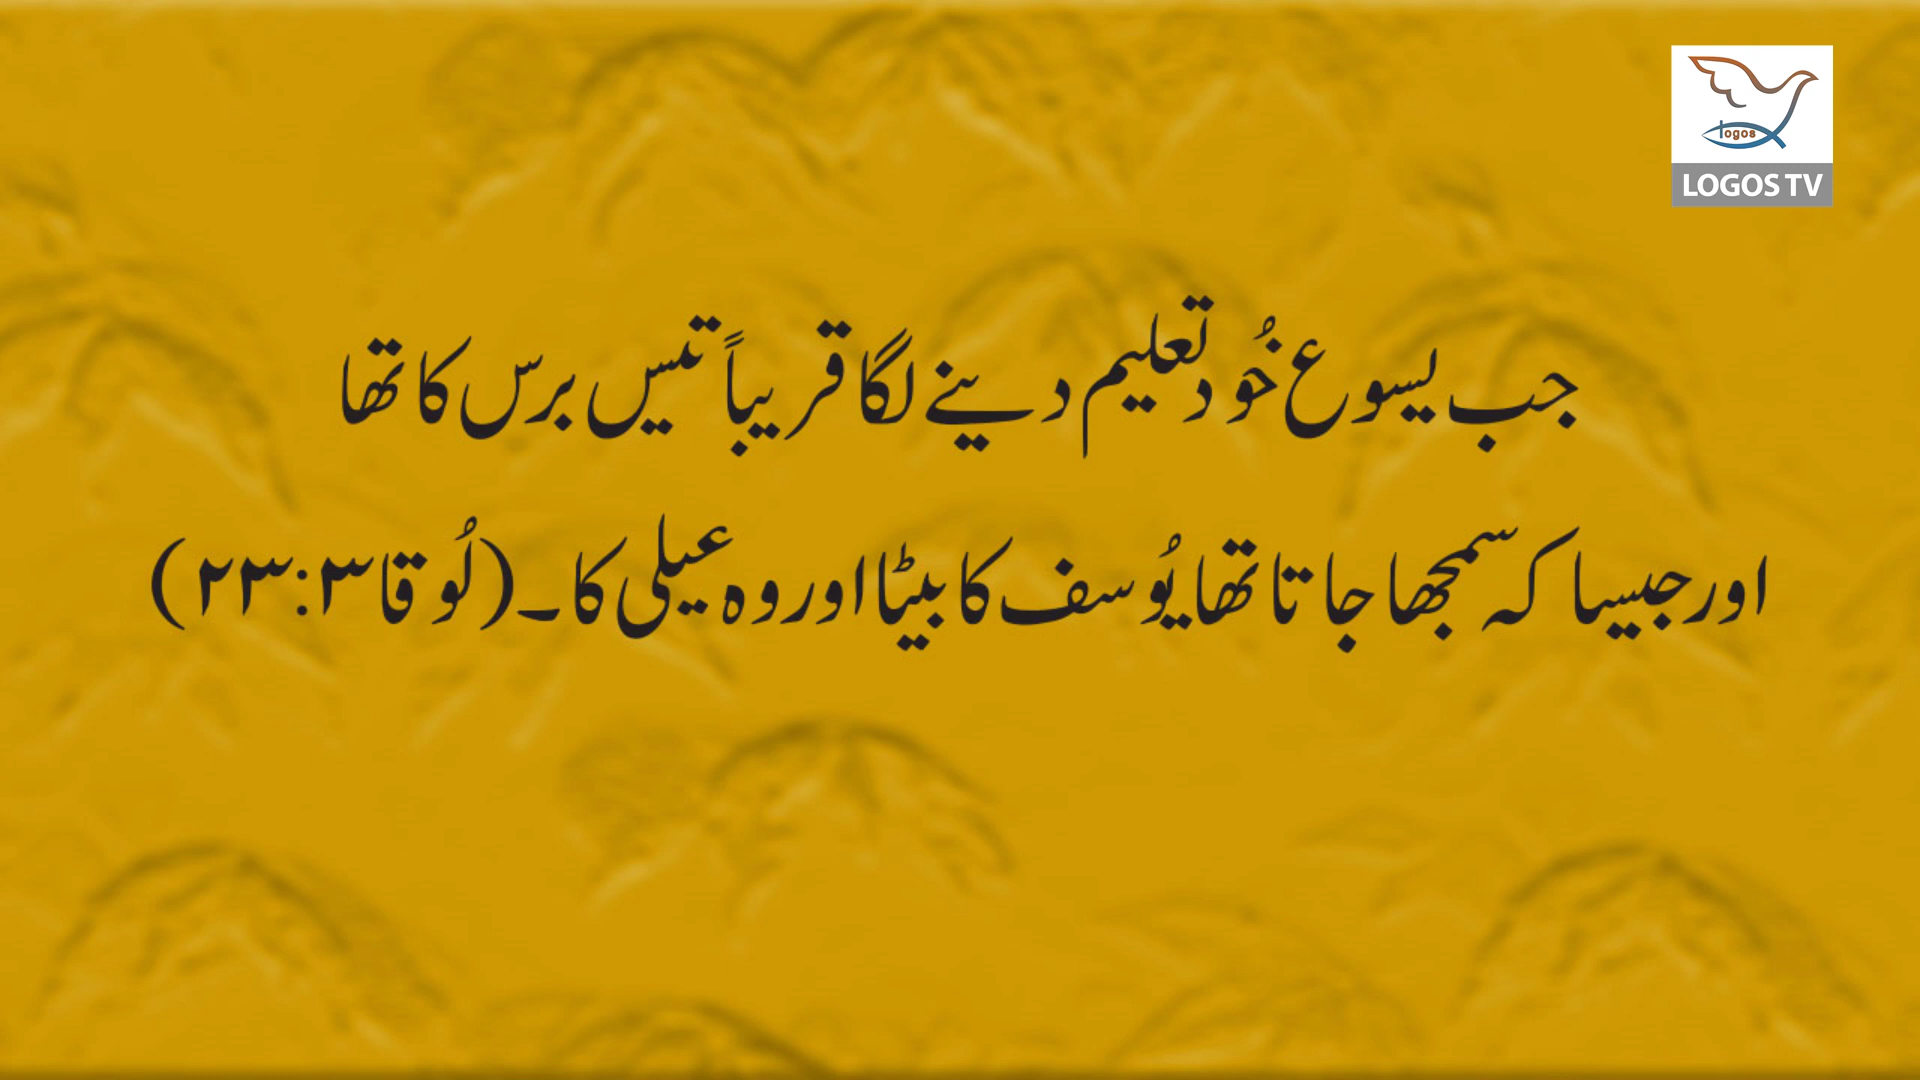 logos
LOGOS TV
جب یسوع خُود تعلیم دینے لگا قریباً تیس برس کا تھا
اور جیسا کہ سمجھا جاتا تھا یُوسف کا بیٹا اور وہ عیلی کا۔ (لُوقا ۳:۲۳)